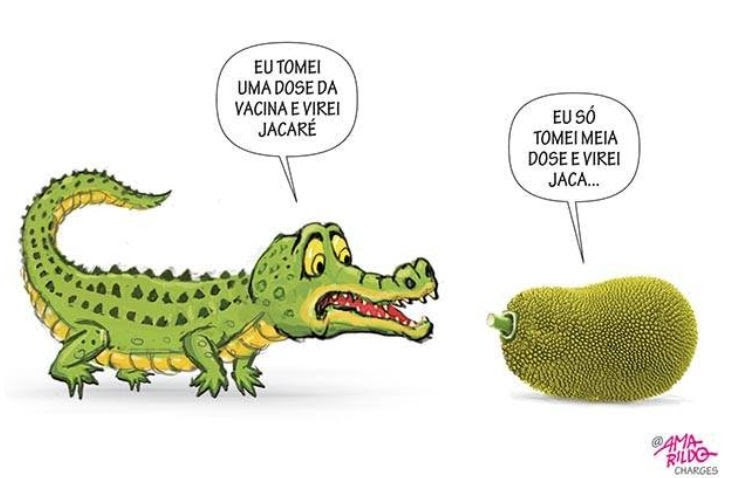 EU TOMEI
UMA DOSE DA
VACINA E VIREI
JACARÉ
EU SÓ
TOMEI MEIA
DOSE E VIREI
JACA...
@AMA-
RILDO
CHARGES